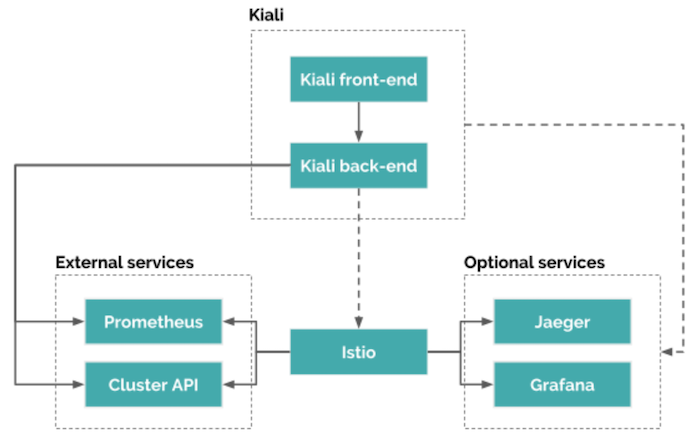 Kiali
Kiali front-end
Kiali back-end
External services
Optional services
Prometheus
Jaeger
Istio
Cluster API
Grafana